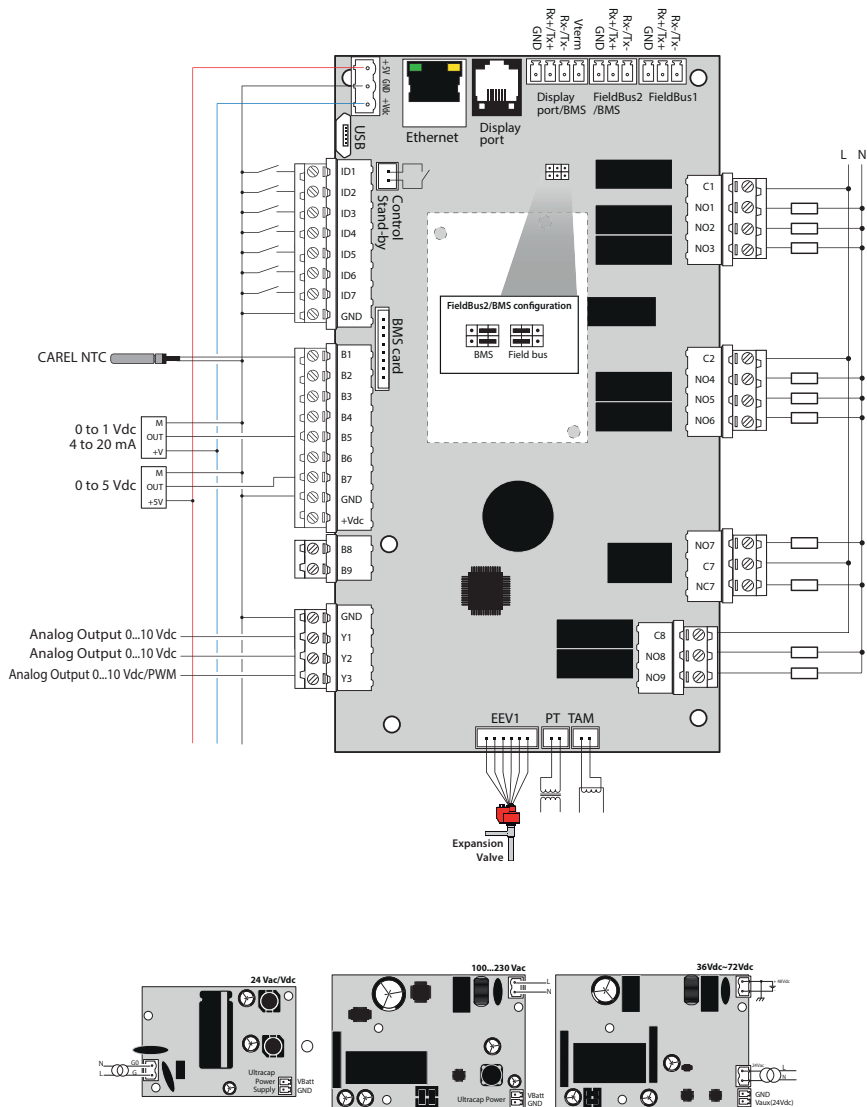 GND
Rx+/Tx+
Rx-/Tx-
Vterm
GND
Rx+/Tx+
Rx-/Tx-
GND
Rx+/Tx+
Rx-/Tx-
+5V
GND
+Vdc
USB
Ethernet
Display
port
Display
port/BMS
FieldBus2
/BMS
FieldBus1
L
N
ID1
ID2
ID3
ID4
ID5
ID6
ID7
GND
Control
Stand-by
BMS card
FieldBus2/BMS configuration
BMS
Field bus
C1
NO1
NO2
NO3
C2
NO4
NO5
NO6
NO7
C7
NC7
C8
NO8
NO9
CAREL NTC
0 to 1 Vdc
4 to 20 mA
M
OUT
+V
0 to 5 Vdc
M
OUT
+5V
B1
B2
B3
B4
B5
B6
B7
GND
+Vdc
B8
B9
GND
Y1
Y2
Y3
Analog Output 0...10 Vdc
Analog Output 0...10 Vdc
Analog Output 0...10 Vdc/PWM
EEV1
PT
TAM
Expansion
Valve
24 Vac/Vdc
N
L
G0
G
Ultracap
Power
Supply
VBatt
GND
100...230 Vac
L
N
Ultracap Power
VBatt
GND
36Vdc~72Vdc
+ 48Vdc
L
N
GND
Vaux(24Vdc)